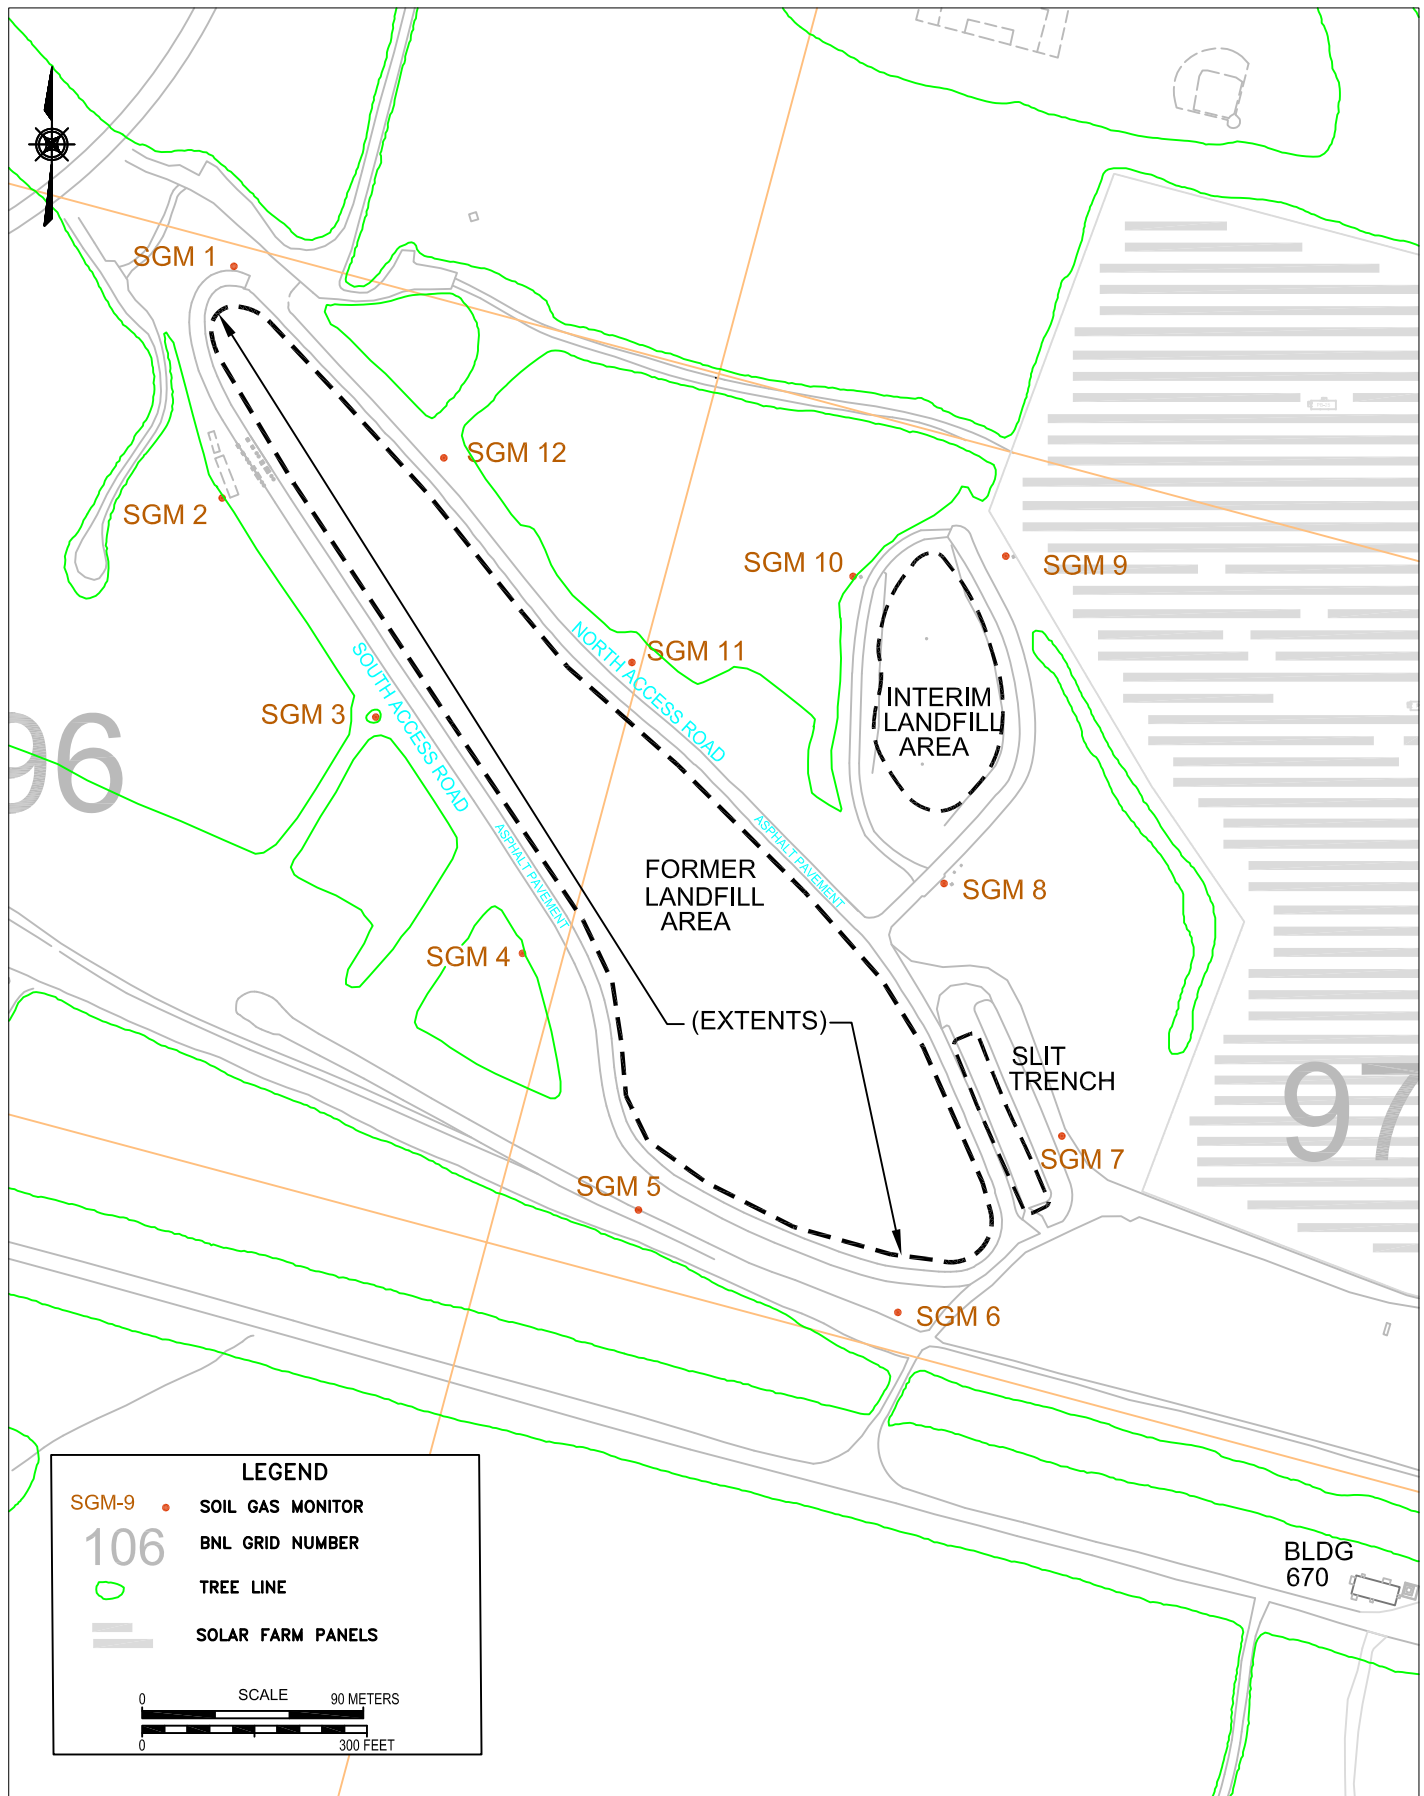 SGM 1
SGM 12
SGM 2
SGM 10
SGM 9
NORTH ACCESS ROAD
SGM 11
SOUTH ACCESS ROAD
SGM 3
INTERIM
LANDFILL
AREA
96
ASPHALT PAVEMENT
ASPHALT PAVEMENT
FORMER
LANDFILL
AREA
SGM 8
SGM 4
(EXTENTS)
SLIT
TRENCH
97
SGM 7
SGM 5
SGM 6
LEGEND
SGM-9 SOIL GAS MONITOR
106 BNL GRID NUMBER
TREE LINE
SOLAR FARM PANELS
SCALE
0 90 METERS
0 300 FEET
BLDG
670